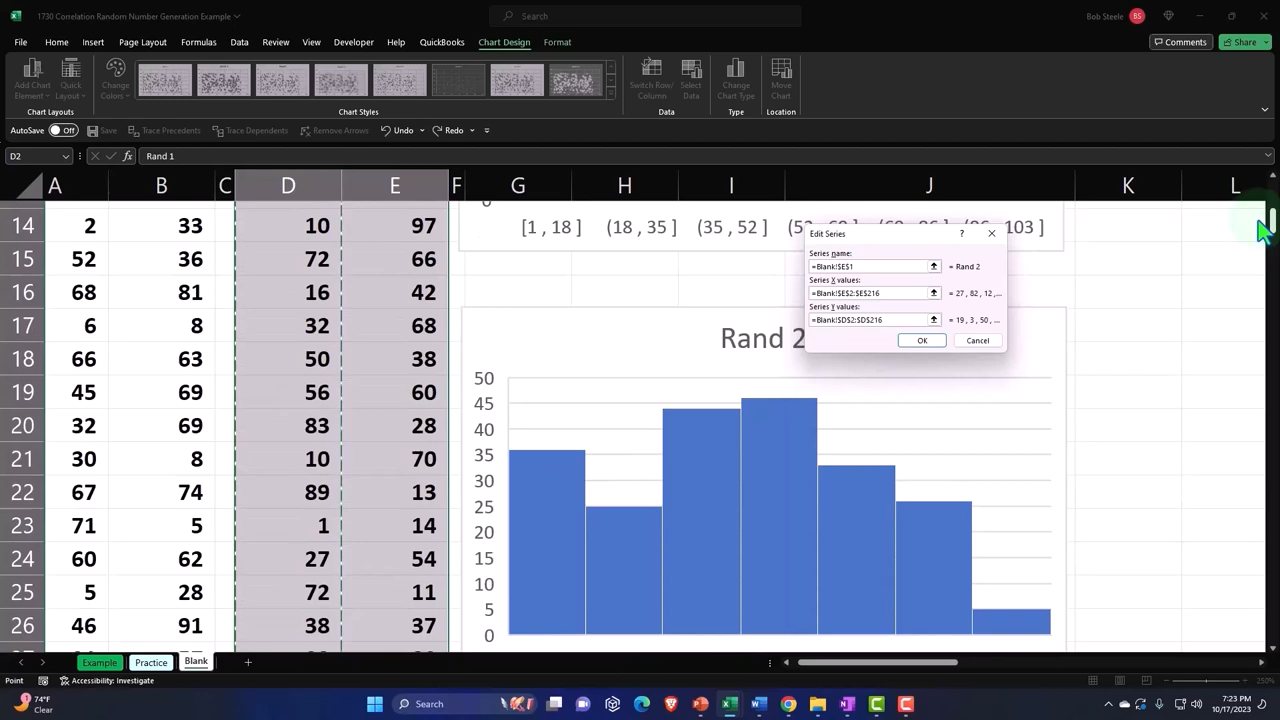 1730 Correlation Random Number Generation Example
Search
Bob Steele
BS
File Home Insert Page Layout Formulas Data Review View Developer Help QuickBooks Chart Design Format
Comments
Share
Add Chart Element
Quick Layout
Change Colors
Switch Row/ Column
Select Data
Change Chart Type
Move Chart
Chart Layouts
Chart Styles
Data
Type
Location
AutoSave Off Save Trace Precedents Trace Dependents Remove Arrows Undo Redo
D2 fx Rand 1
A B C D E F G H I J K L
0
14 2 33 10 97 [1 , 18 ] (18 , 35 ] (35 , 52 ]
15 52 36 72 66
16 68 81 16 42
17 6 8 32 68
18 66 63 50 38
19 45 69 56 60
20 32 69 83 28
21 30 8 10 70
22 67 74 89 13
23 71 5 1 14
24 60 62 27 54
25 5 28 72 11
26 46 91 38 37
Edit Series ?
Series name:
=Blank!$E$1 = Rand 2
Series X values:
=Blank!$E$2:$E$216 = 27 , 82 , 12 ,...
Series Y values:
=Blank!$D$2:$D$216 = 19 , 3 , 50 , ...
OK Cancel
Rand 2
50
45
40
35
30
25
20
15
10
5
0
Example Practice Blank
Point Accessibility: Investigate
250%
1
74°F
Clear
Search
7:23 PM
10/17/2023